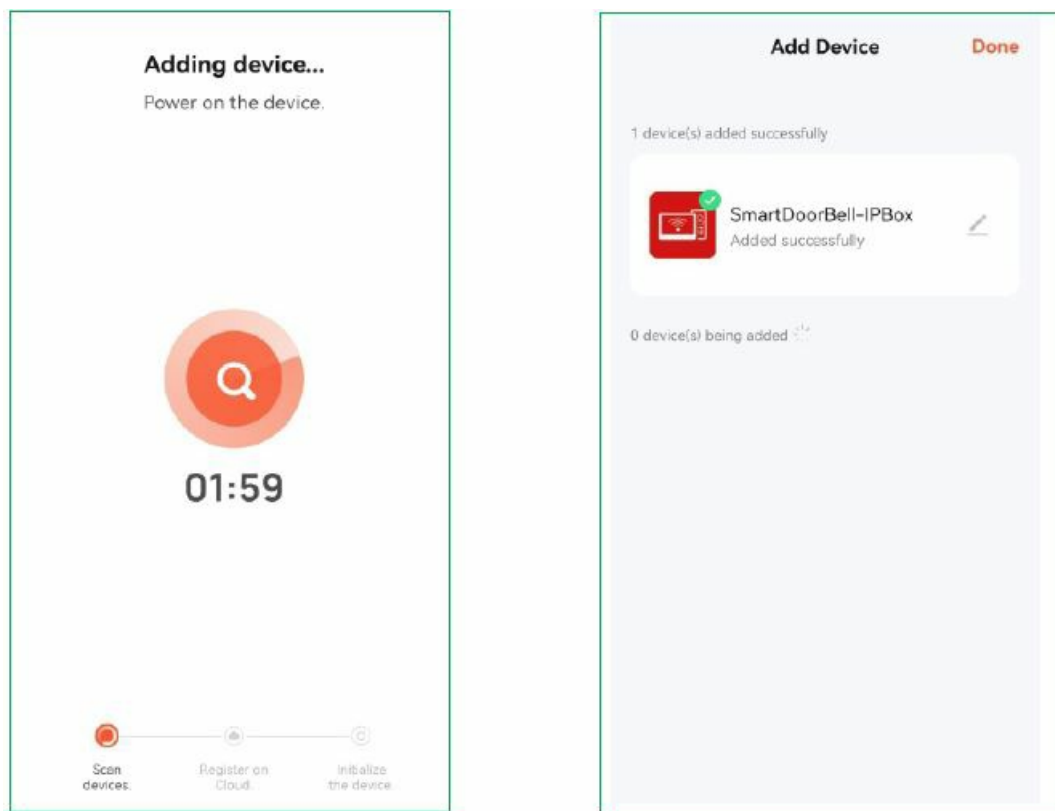 Adding device...
Power on the device.
01:59
Scan
devices.
Register on
Cloud.
Initialize
the device.
Add Device
Done
1 device(s) added successfully
SmartDoorBell-IPBox
Added successfully
0 device(s) being added